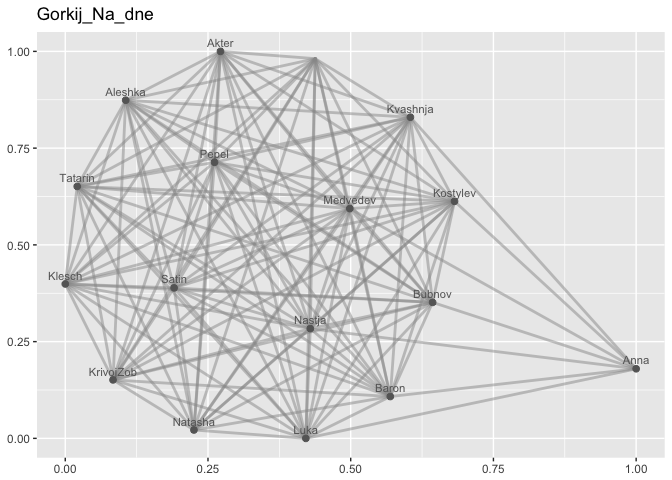 Gorkij_Na_dne
1.00
0.75
0.50
0.25
0.00
Akter
Aleshka
Kvashnja
Pepel
Tatarin
Kostylev
Medvedev
Klesch
Satin
Bubnov
Nastja
Anna
KrivojZob
Baron
Natasha
Luka
0.00
0.25
0.50
0.75
1.00